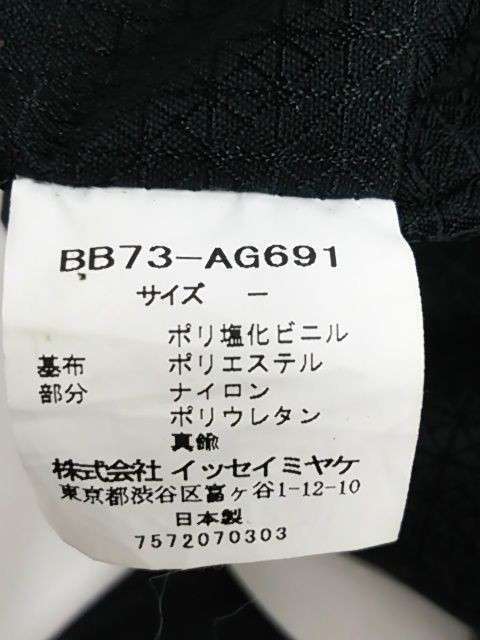 BB73-AG691
サイズ －
ポリ塩化ビニル
基布 ポリエステル
部分 ナイロン
ポリウレタン
真鍮
株式会社 イッセイミヤケ
東京都渋谷区富ヶ谷1-12-10
日本製
7572070303